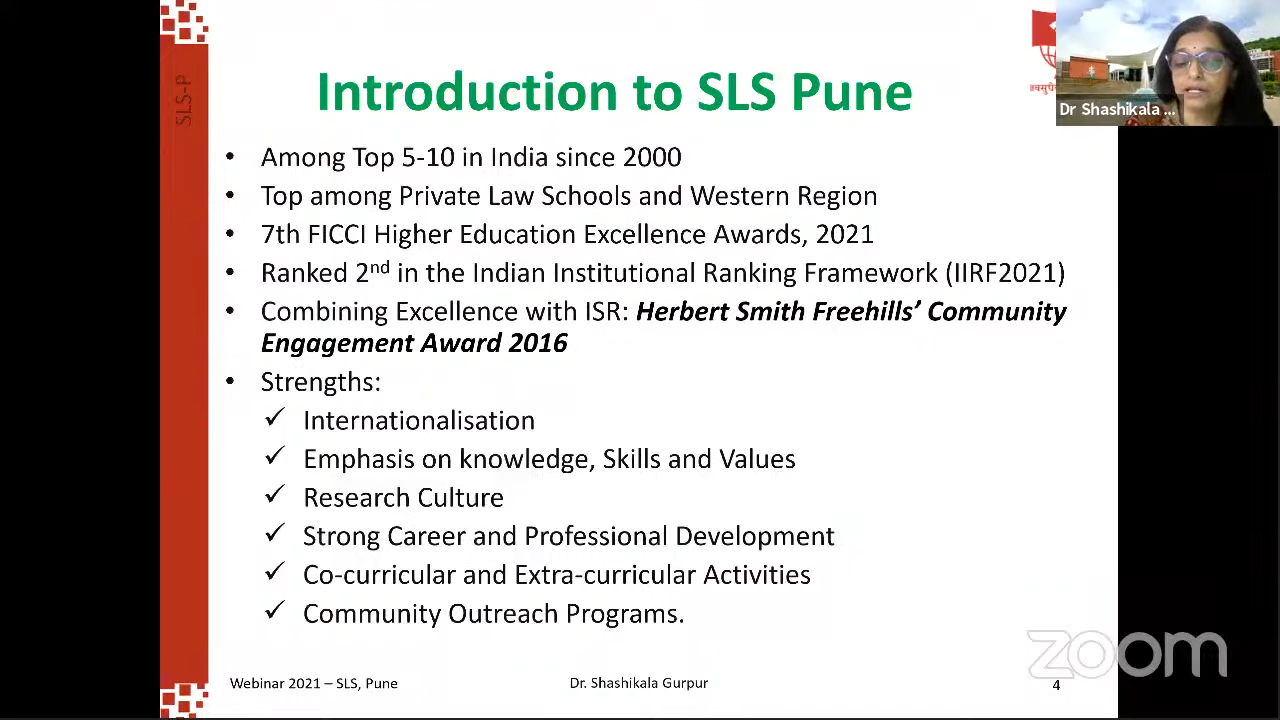 SLS-P
Introduction to SLS Pune
Dr Shashikala ...
• Among Top 5-10 in India since 2000
• Top among Private Law Schools and Western Region
• 7th FICCI Higher Education Excellence Awards, 2021
• Ranked 2nd in the Indian Institutional Ranking Framework (IIRF2021)
• Combining Excellence with ISR: Herbert Smith Freehills’ Community
Engagement Award 2016
• Strengths:
✓ Internationalisation
✓ Emphasis on knowledge, Skills and Values
✓ Research Culture
✓ Strong Career and Professional Development
✓ Co-curricular and Extra-curricular Activities
✓ Community Outreach Programs.
zoom
Webinar 2021 – SLS, Pune
Dr. Shashikala Gurpur
4